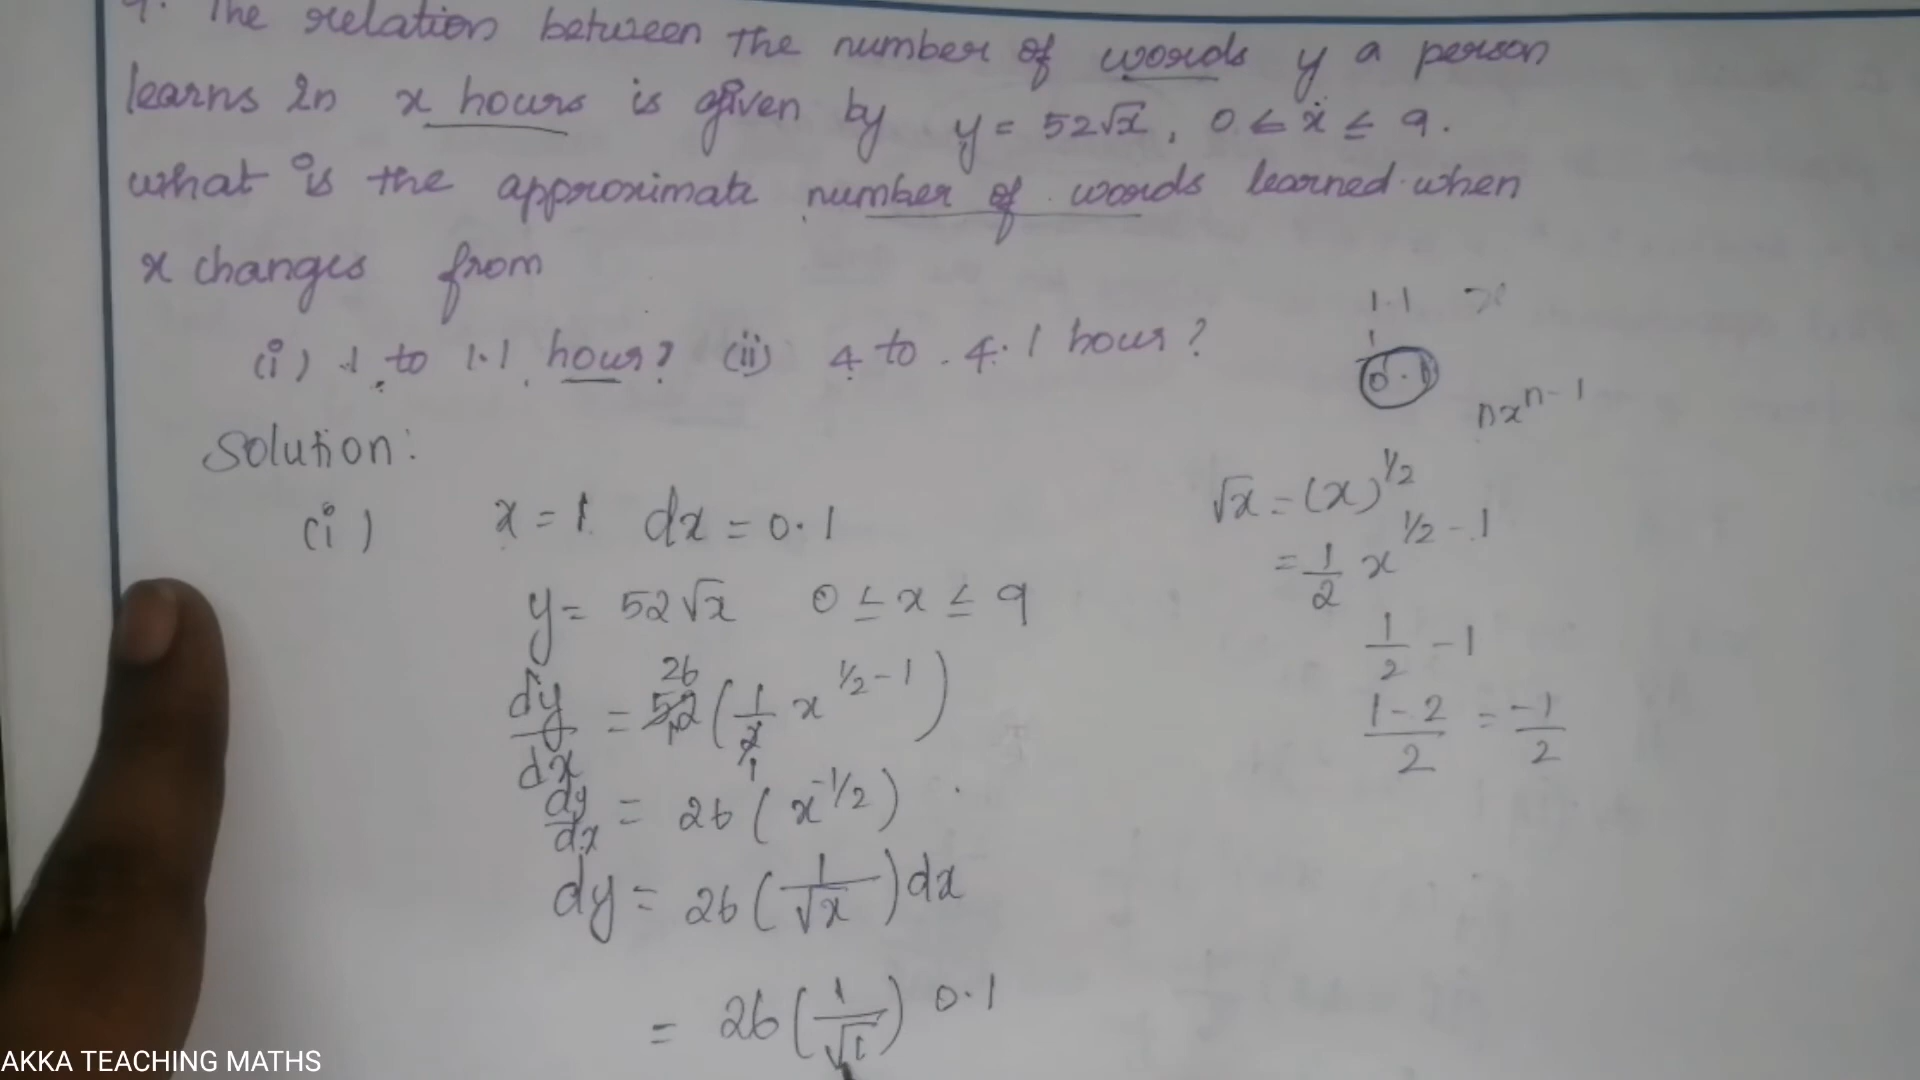 The relation between the number of words y a person
learns in x hours is given by y = 52√x, 0 ≤ x ≤ 9.
what is the approximate number of words learned when
x changes from
(i) 1 to 1.1 hour? (ii) 4 to 4.1 hour?
Solution:
(i) x = 1 dx = 0.1
y = 52√x 0 ≤ x ≤ 9
26
dy/dx = 52 (1/2 x^1/2 - 1)
1
dy/dx = 26 (x^-1/2)
dy = 26 (1/√x) dx
= 26 (1/√1) 0.1
1.1 x
1
0.1
nx^n-1
√x = (x)^1/2
= 1/2 x^1/2 - 1
1/2 - 1
1-2/2 = -1/2
AKKA TEACHING MATHS